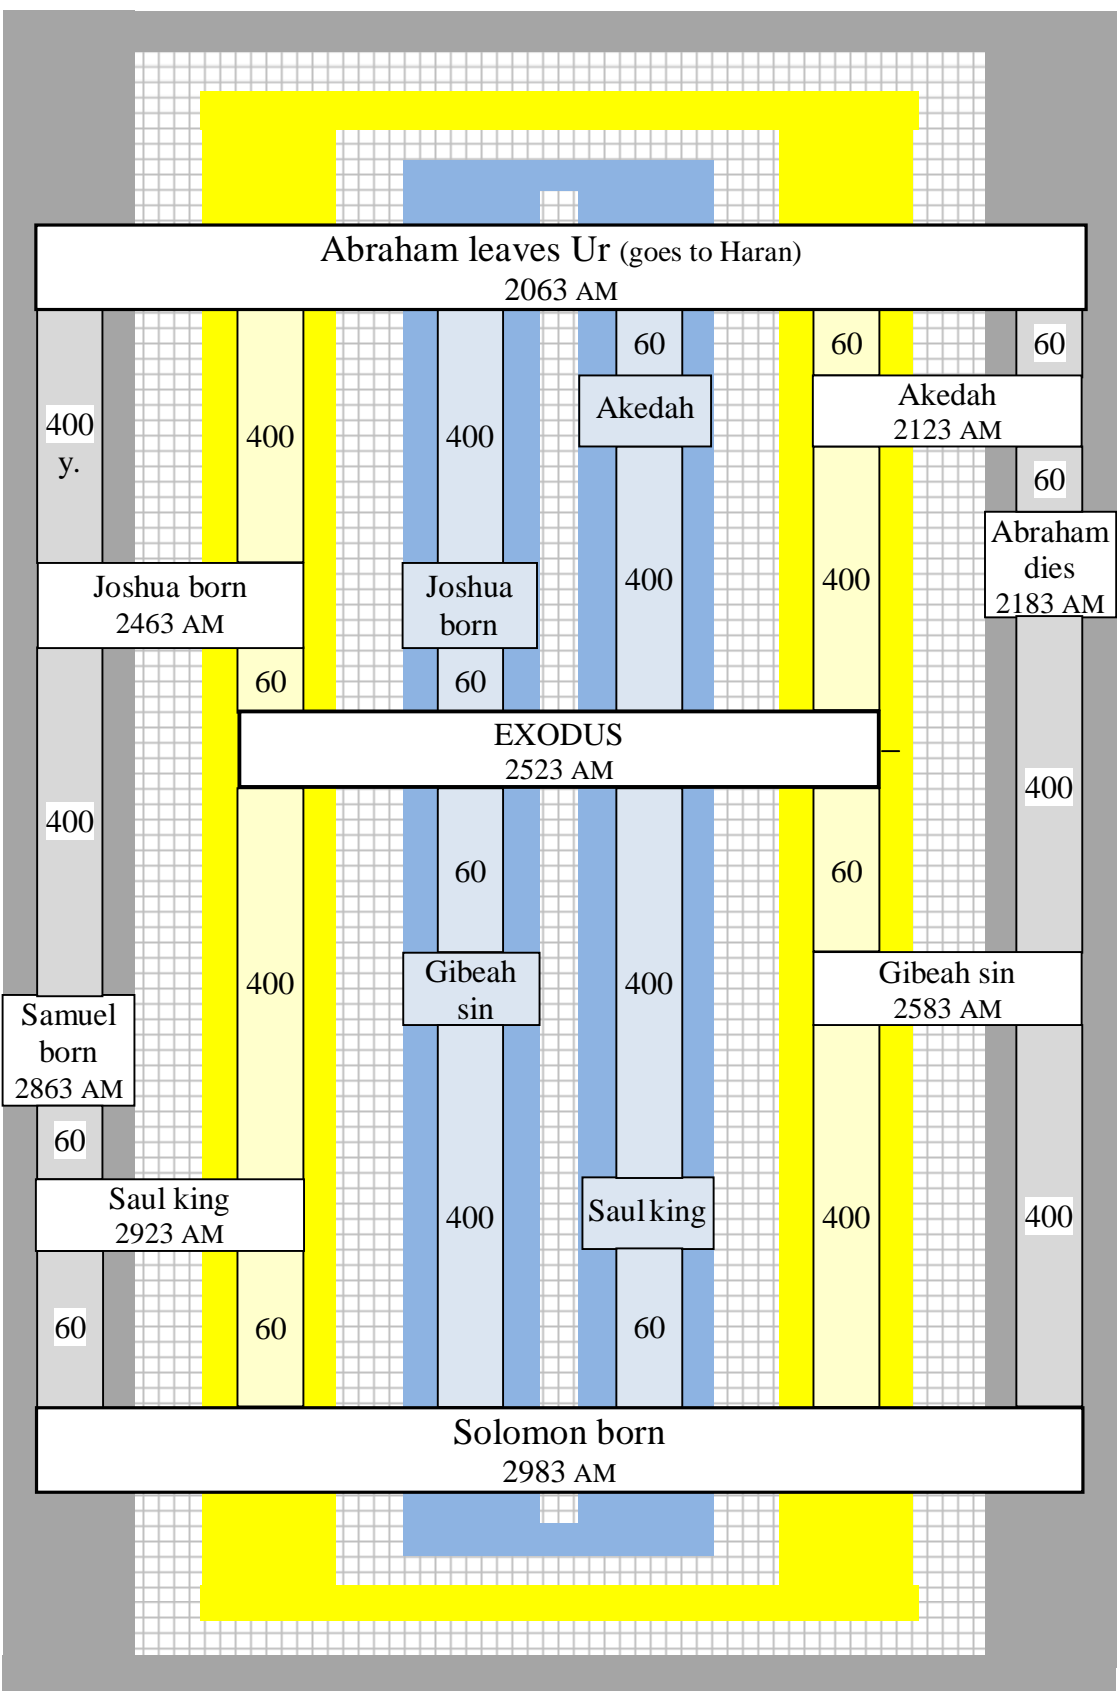 Abraham leaves Ur (goes to Haran)
2063 AM
60
60
60
Akedah
Akedah
2123 AM
400
y.
400
400
60
Abraham
dies
2183 AM
400
400
Joshua born
2463 AM
Joshua
born
60
60
EXODUS
2523 AM
400
400
60
60
Gibeah
sin
Gibeah sin
2583 AM
400
400
Samuel
born
2863 AM
60
Saul king
2923 AM
Saul king
400
400
400
60
60
60
Solomon born
2983 AM